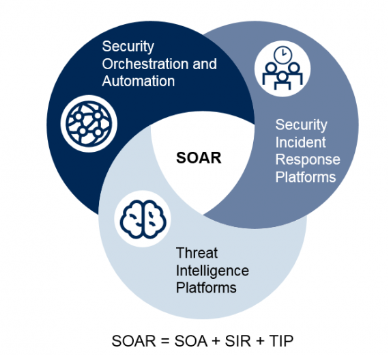 Security
Orchestration and
Automation
Security
Incident
Response
Platforms
SOAR
Threat
Intelligence
Platforms
SOAR = SOA + SIR + TIP